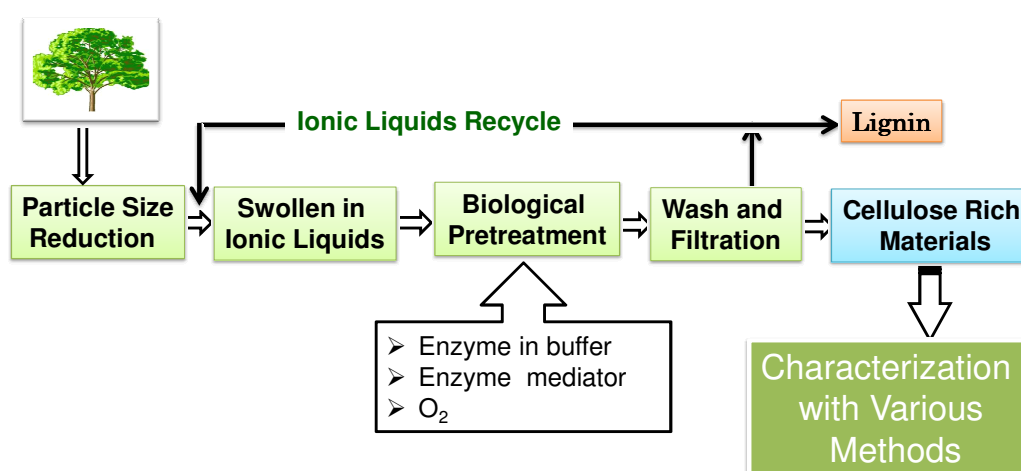 Ionic Liquids Recycle
Lignin
Particle Size
Reduction
Swollen in
Ionic Liquids
Biological
Pretreatment
Wash and
Filtration
Cellulose Rich
Materials
➢ Enzyme in buffer
➢ Enzyme mediator
➢ O₂
Characterization
with Various
Methods